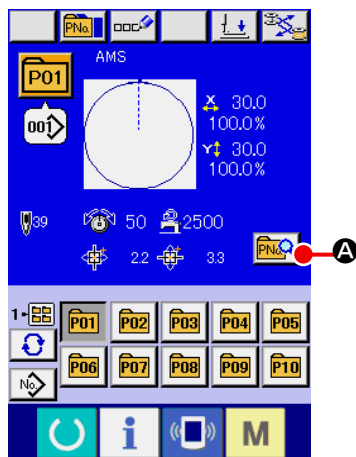 PNo.
AMS
P01
001
X 30.0
100.0%
Y 30.0
100.0%
39 50 2500
2.2 3.3
PNo.
A
1-
P01 P02 P03 P04 P05
P06 P07 P08 P09 P10
No.
i M